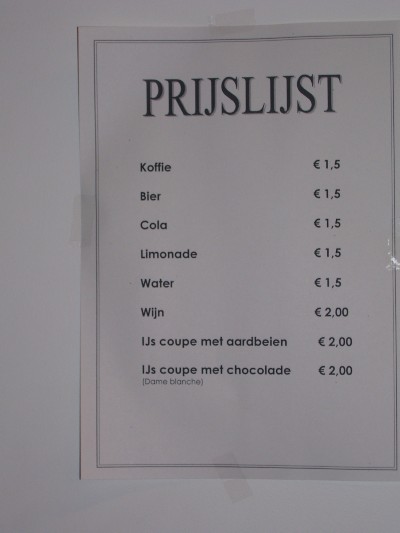 PRIJSLIJST
Koffie € 1,5
Bier € 1,5
Cola € 1,5
Limonade € 1,5
Water € 1,5
Wijn € 2,00
IJs coupe met aardbeien € 2,00
IJs coupe met chocolade € 2,00
(Dame blanche)